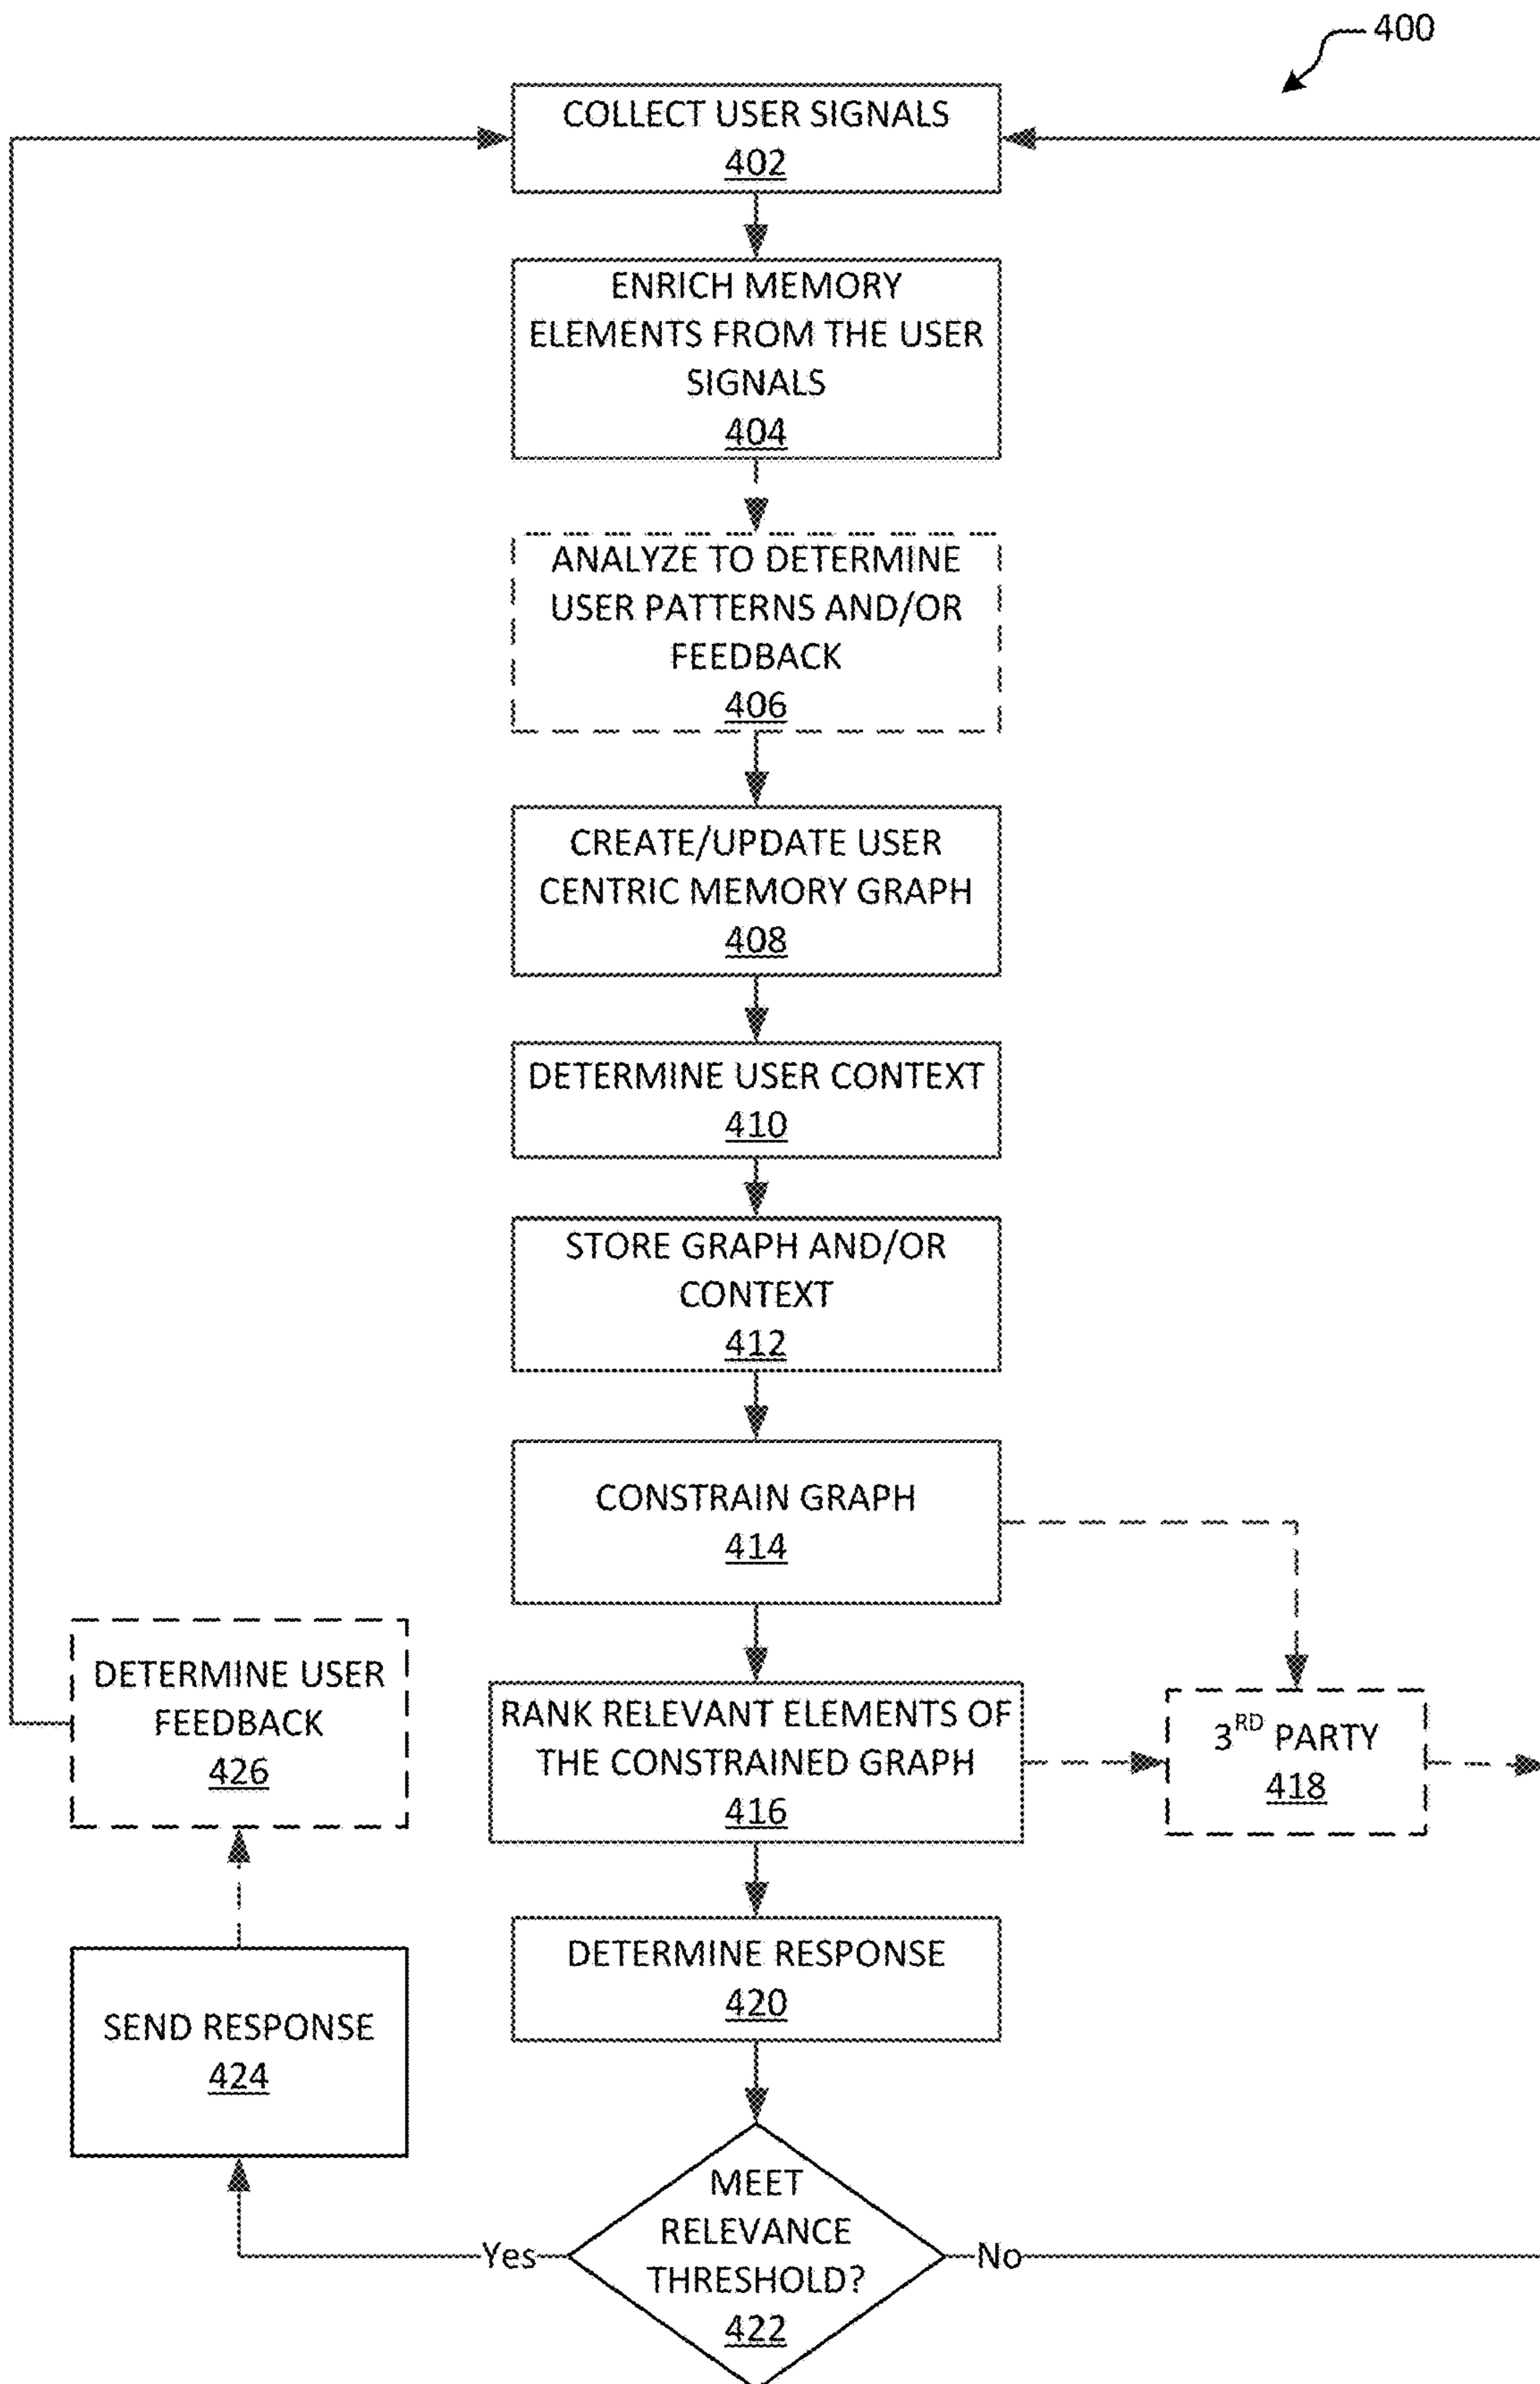 400
COLLECT USER SIGNALS
402
ENRICH MEMORY
ELEMENTS FROM THE USER
SIGNALS
404
ANALYZE TO DETERMINE
USER PATTERNS AND/OR
FEEDBACK
406
CREATE/UPDATE USER
CENTRIC MEMORY GRAPH
408
DETERMINE USER CONTEXT
410
STORE GRAPH AND/OR
CONTEXT
412
CONSTRAIN GRAPH
414
RANK RELEVANT ELEMENTS OF
THE CONSTRAINED GRAPH
416
3RD PARTY
418
DETERMINE RESPONSE
420
MEET
RELEVANCE
THRESHOLD?
422
Yes
No
SEND RESPONSE
424
DETERMINE USER
FEEDBACK
426